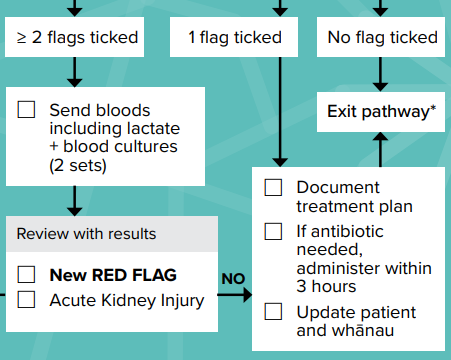 ≥ 2 flags ticked
1 flag ticked
No flag ticked
Send bloods
including lactate
+ blood cultures
(2 sets)
Exit pathway*
Review with results
New RED FLAG
Acute Kidney Injury
NO
Document
treatment plan
If antibiotic
needed,
administer within
3 hours
Update patient
and whānau